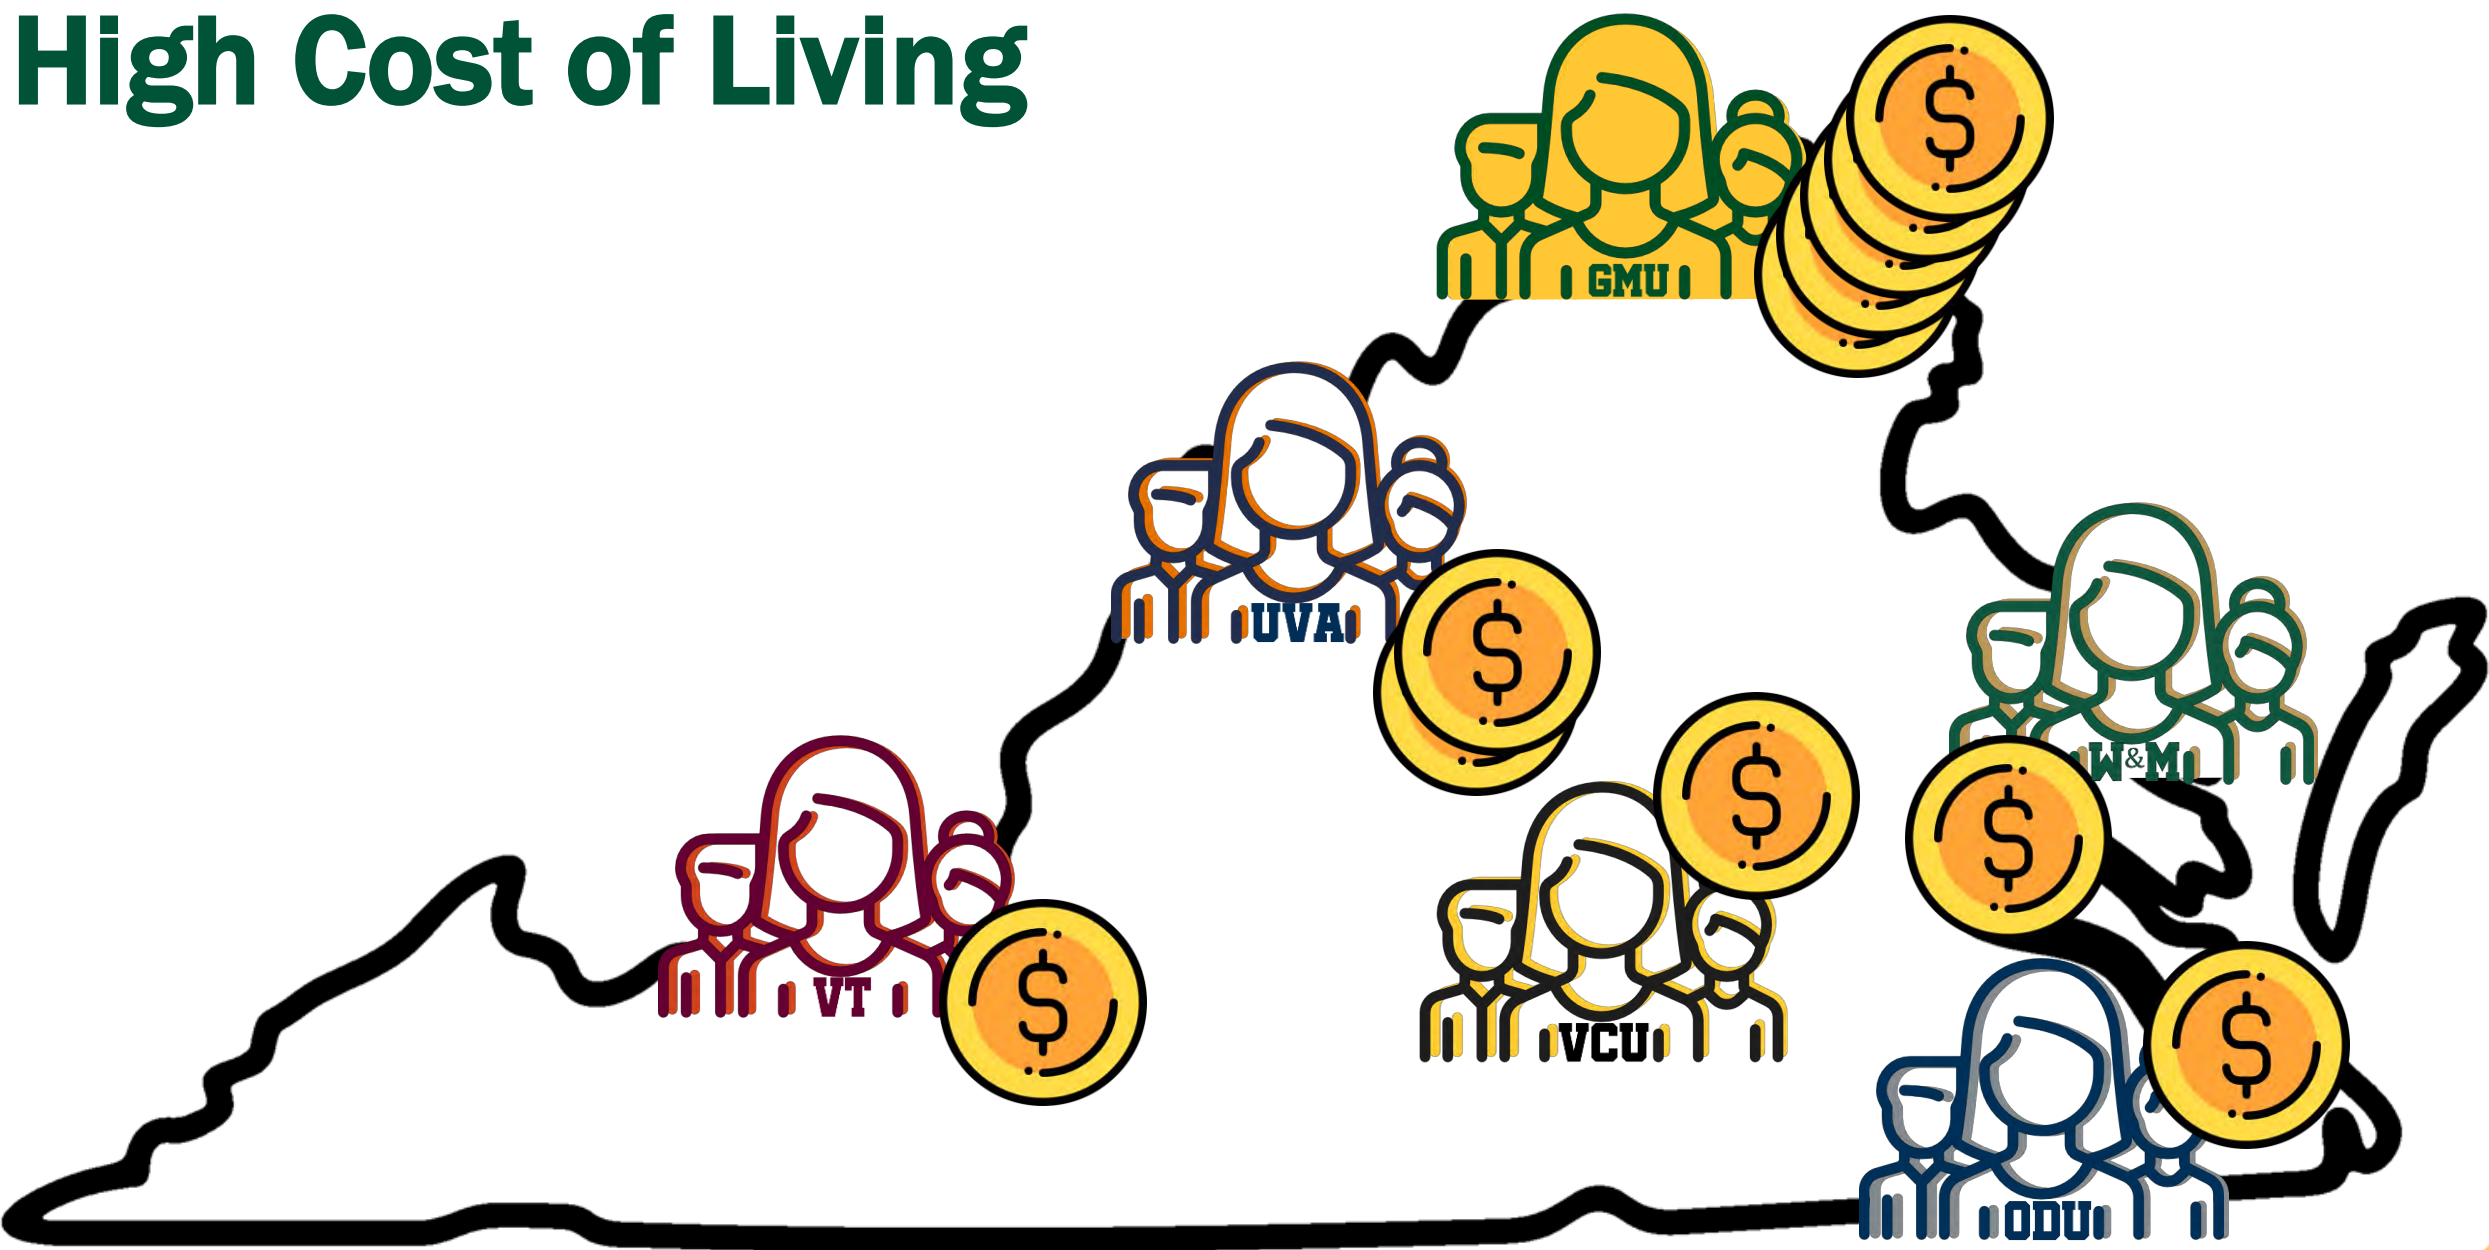 High Cost of Living
$
GMU
UVA
$
$
W&M
$
VT
$
VCU
$
ODU